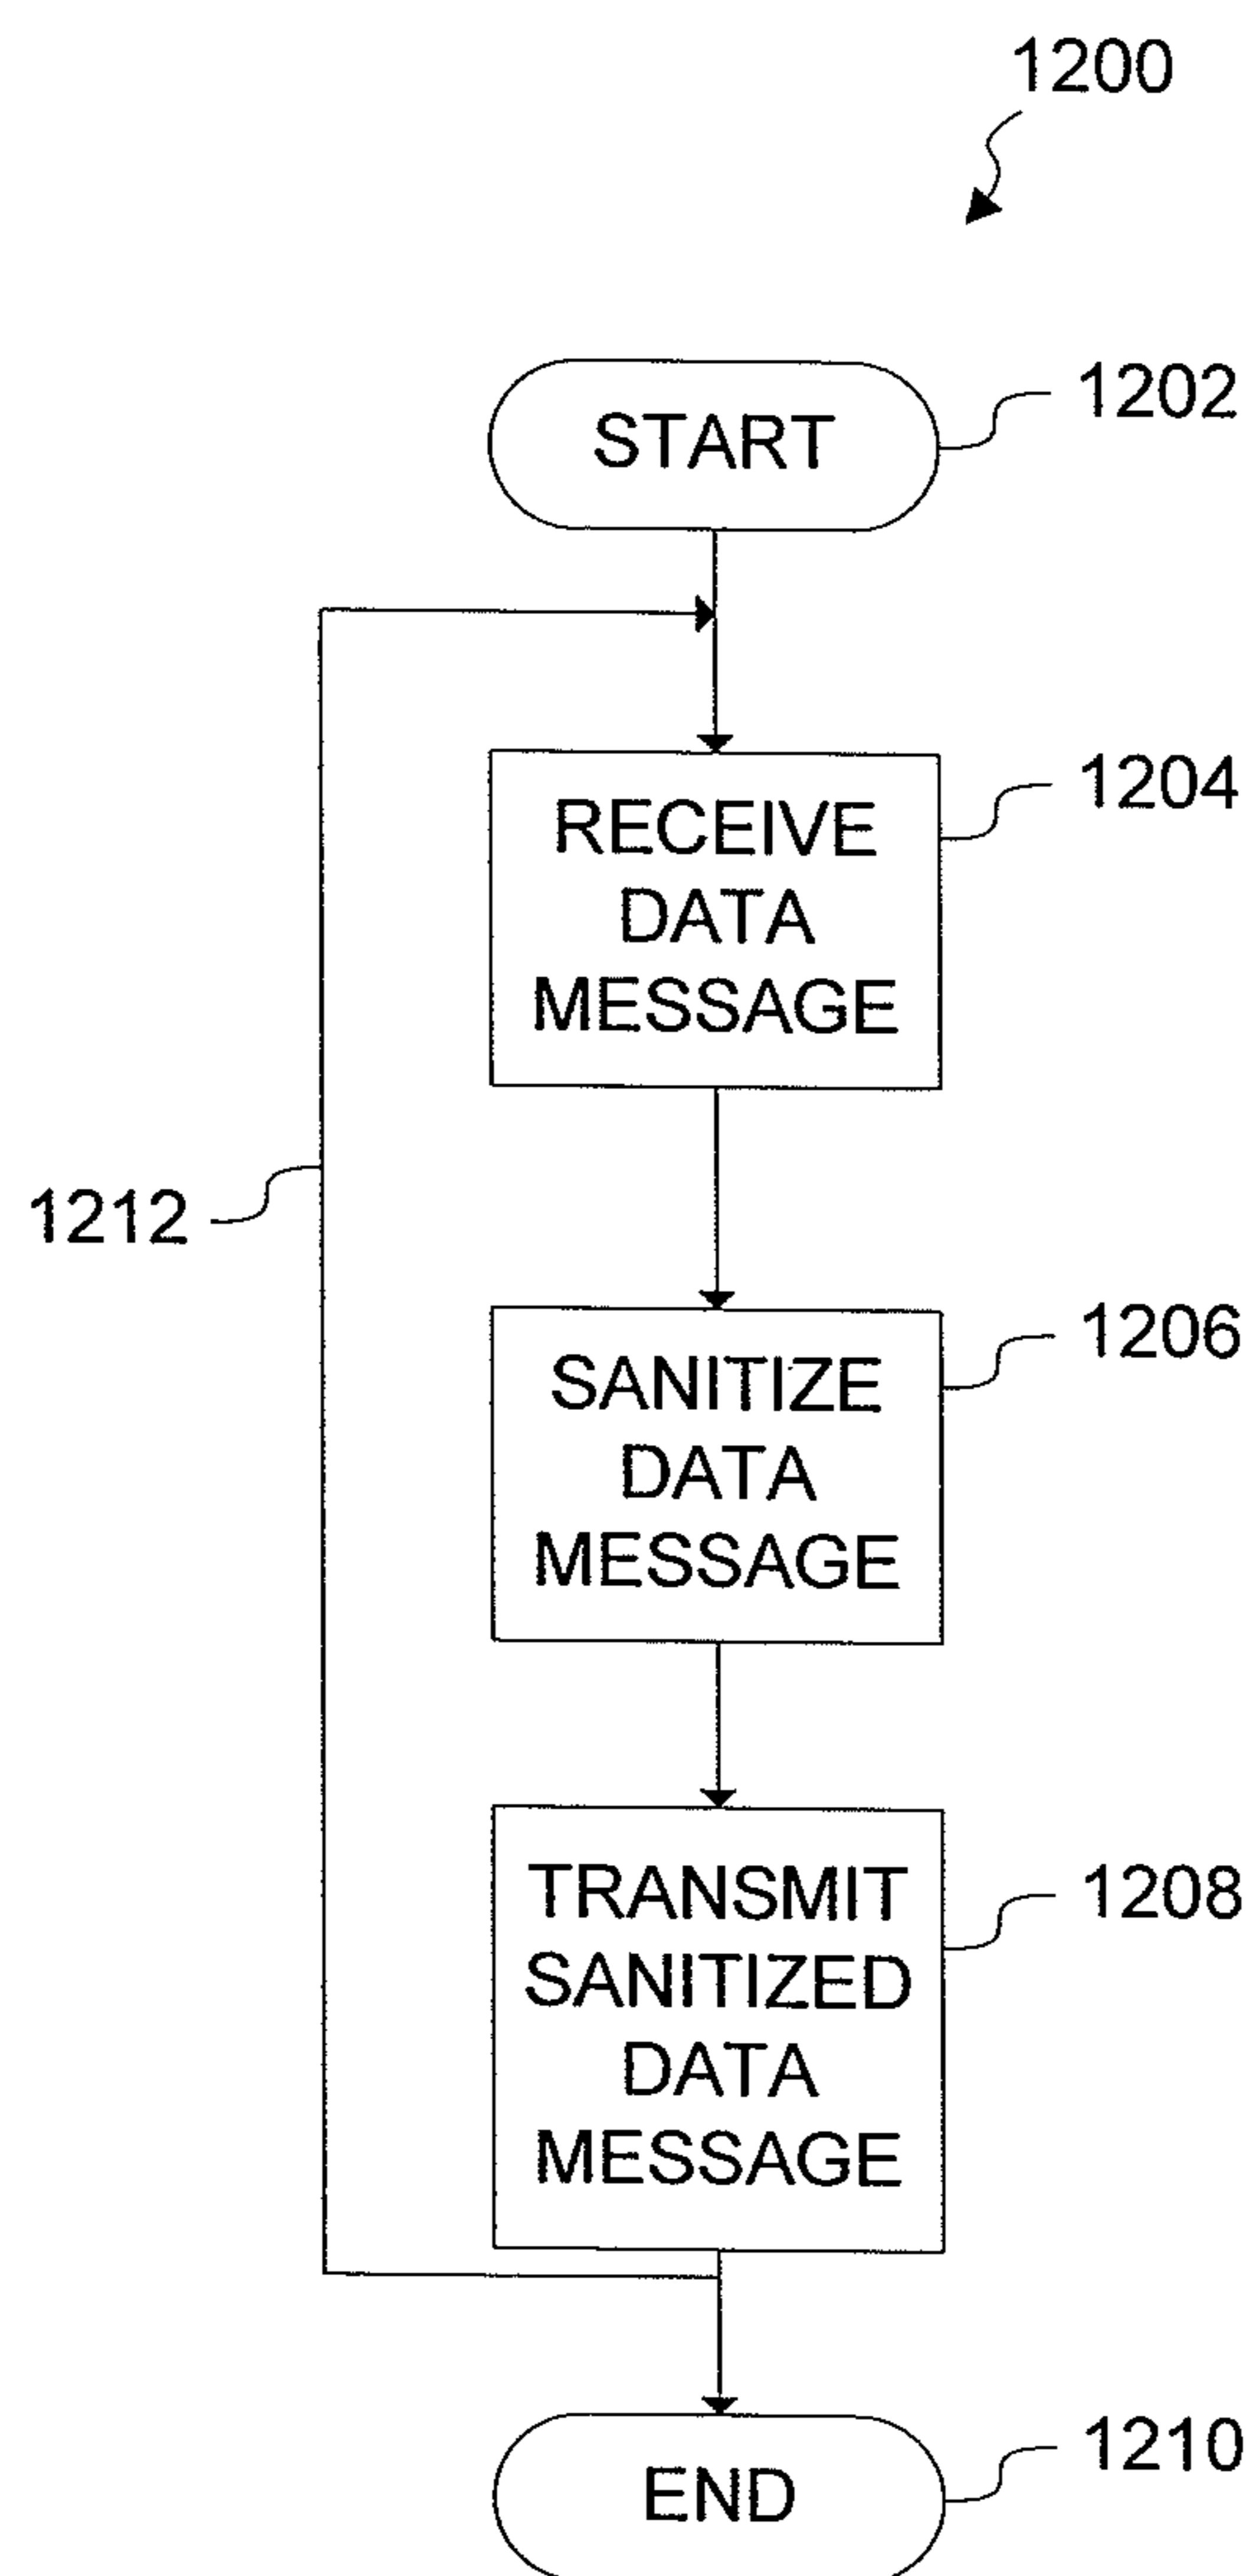 1200
START
1202
RECEIVE
DATA
MESSAGE
1204
1212
SANITIZE
DATA
MESSAGE
1206
TRANSMIT
SANITIZED
DATA
MESSAGE
1208
END
1210